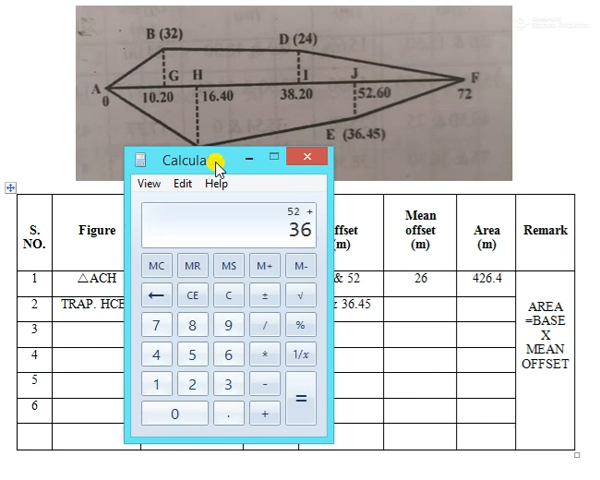 B (32)
D (24)
G H
I
J
F
A
0
10.20
16.40
38.20
52.60
72
E (36.45)
Calcula
View Edit Help
52 +
36
MC MR MS M+ M-
← CE C ± √
7 8 9 / %
4 5 6 * 1/x
1 2 3 - =
0 . +
S.
NO.
Figure
ffset
(m)
Mean
offset
(m)
Area
(m)
Remark
1 △ACH & 52 26 426.4
2 TRAP. HCE & 36.45
3
4
5
6
AREA
=BASE
X
MEAN
OFFSET